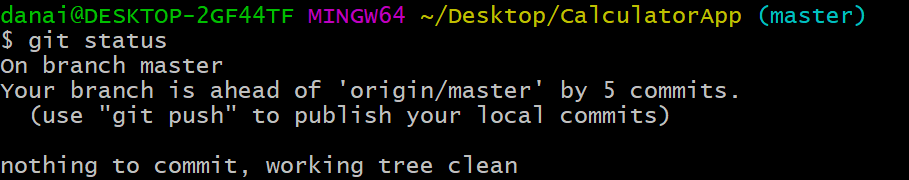 danai@DESKTOP-2GF44TF MINGW64 ~/Desktop/CalculatorApp (master)
$ git status
On branch master
Your branch is ahead of 'origin/master' by 5 commits.
  (use "git push" to publish your local commits)

nothing to commit, working tree clean